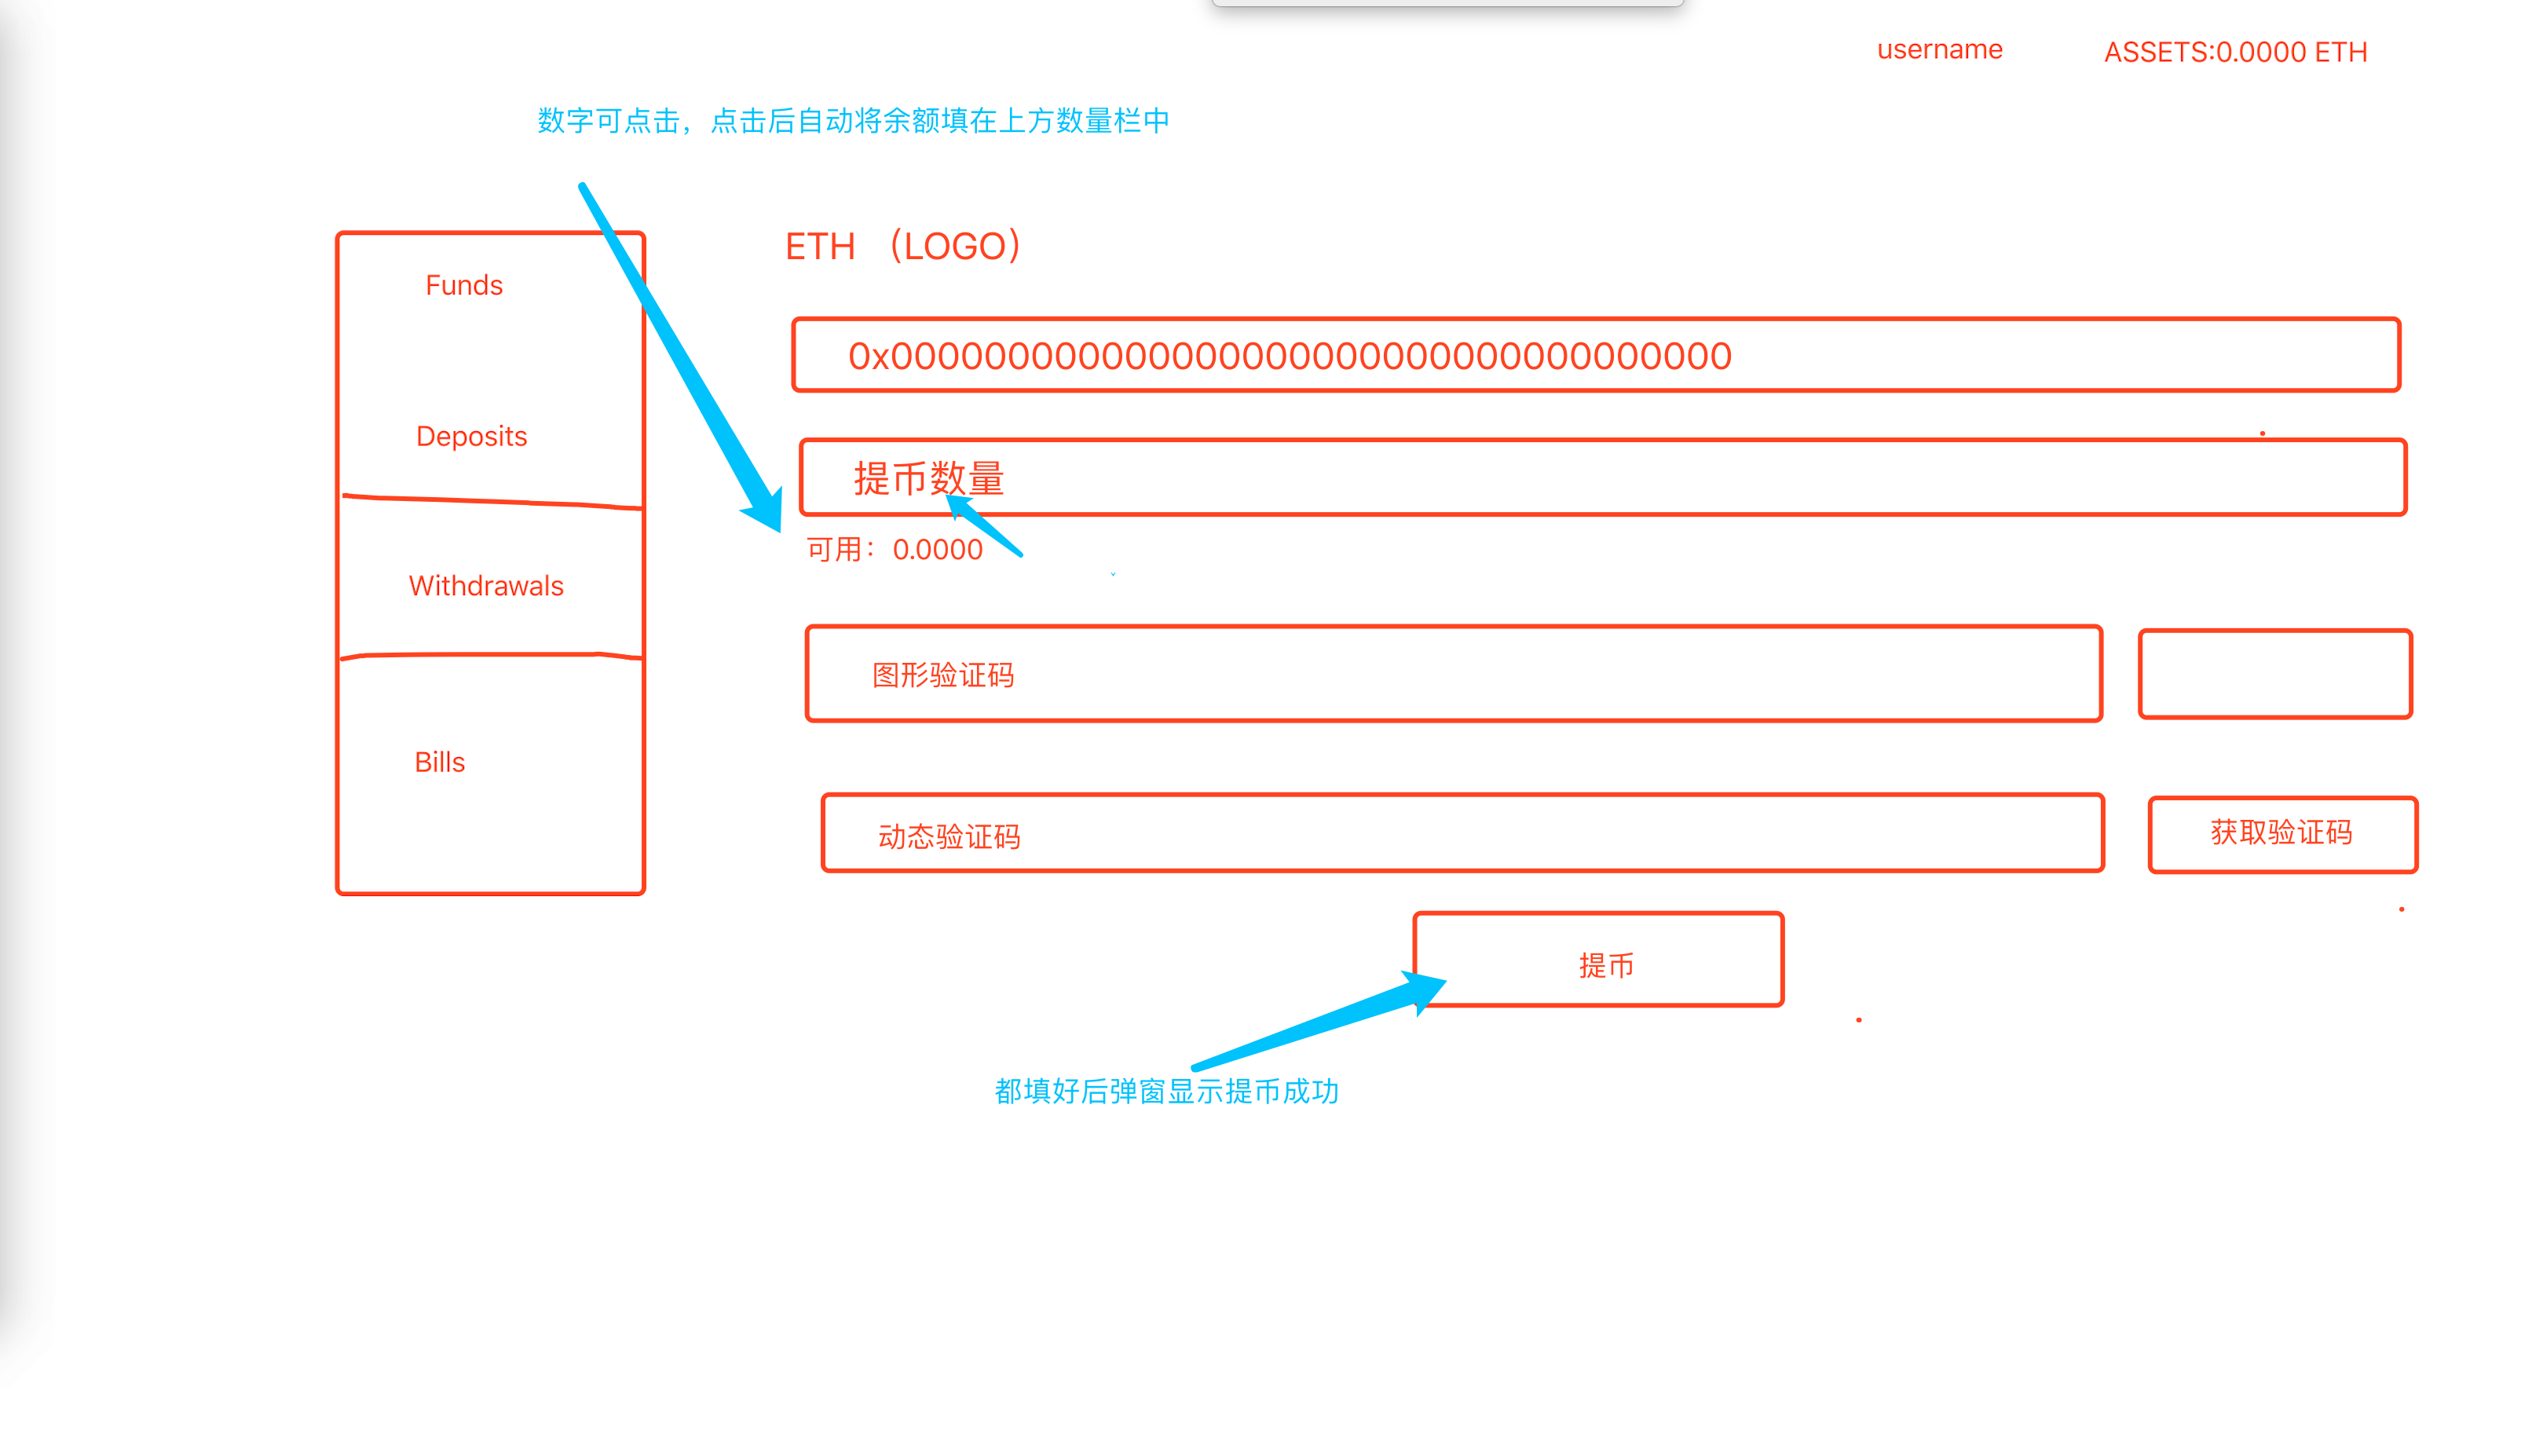 username
ASSETS:0.0000 ETH
数字可点击，点击后自动将余额填在上方数量栏中
ETH （LOGO）
Funds
0x000000000000000000000000000000000000
Deposits
提币数量
可用：0.0000
Withdrawals
图形验证码
Bills
动态验证码
获取验证码
提币
都填好后弹窗显示提币成功